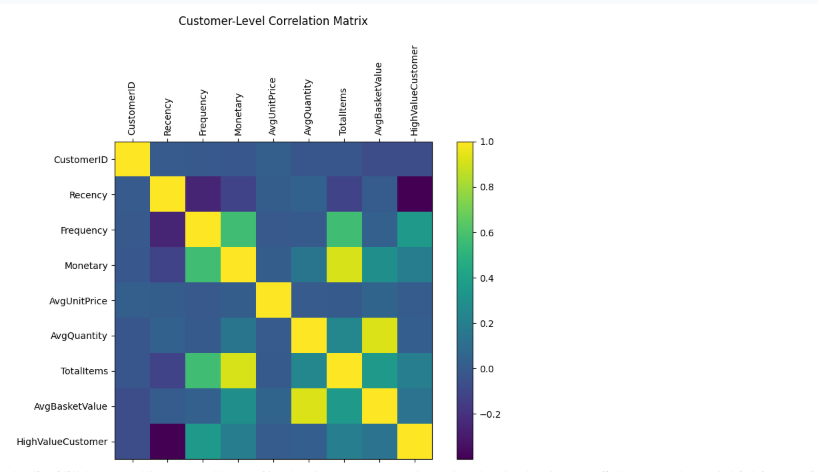 Customer-Level Correlation Matrix
CustomerID
Recency
Frequency
Monetary
AvgUnitPrice
AvgQuantity
TotalItems
AvgBasketValue
HighValueCustomer
CustomerID
Recency
Frequency
Monetary
AvgUnitPrice
AvgQuantity
TotalItems
AvgBasketValue
HighValueCustomer
1.0
0.8
0.6
0.4
0.2
0.0
−0.2